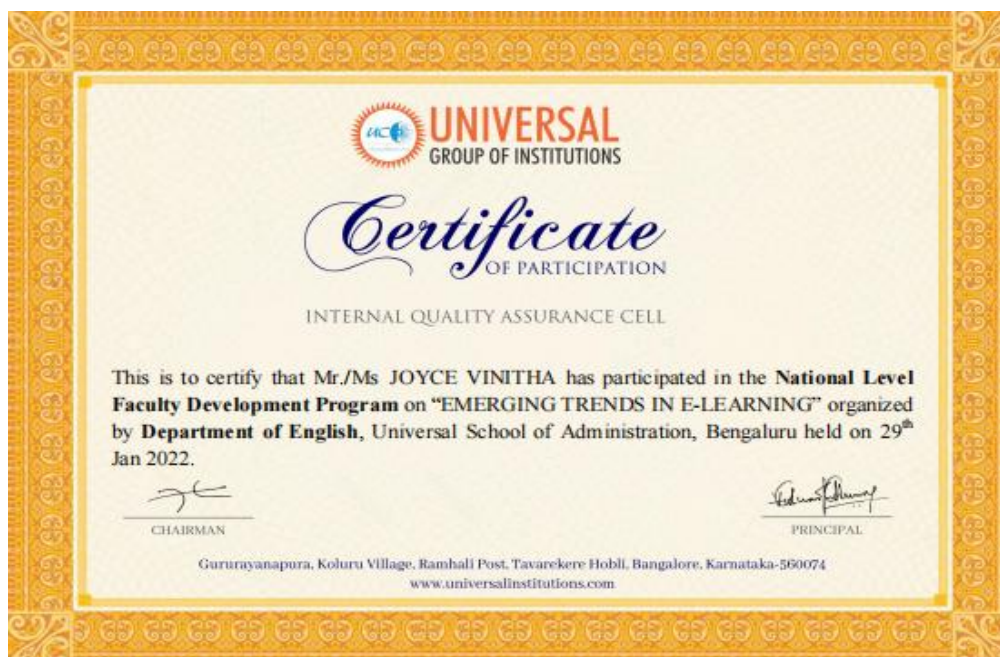 UC
UNIVERSAL
GROUP OF INSTITUTIONS
Certificate
OF PARTICIPATION
INTERNAL QUALITY ASSURANCE CELL
This is to certify that Mr./Ms JOYCE VINITHA has participated in the National Level
Faculty Development Program on “EMERGING TRENDS IN E-LEARNING” organized
by Department of English, Universal School of Administration, Bengaluru held on 29th
Jan 2022.
CHAIRMAN
PRINCIPAL
Gururayanapura, Koluru Village, Ramhali Post, Tavarekere Hobli, Bangalore, Karnataka-560074
www.universalinstitutions.com